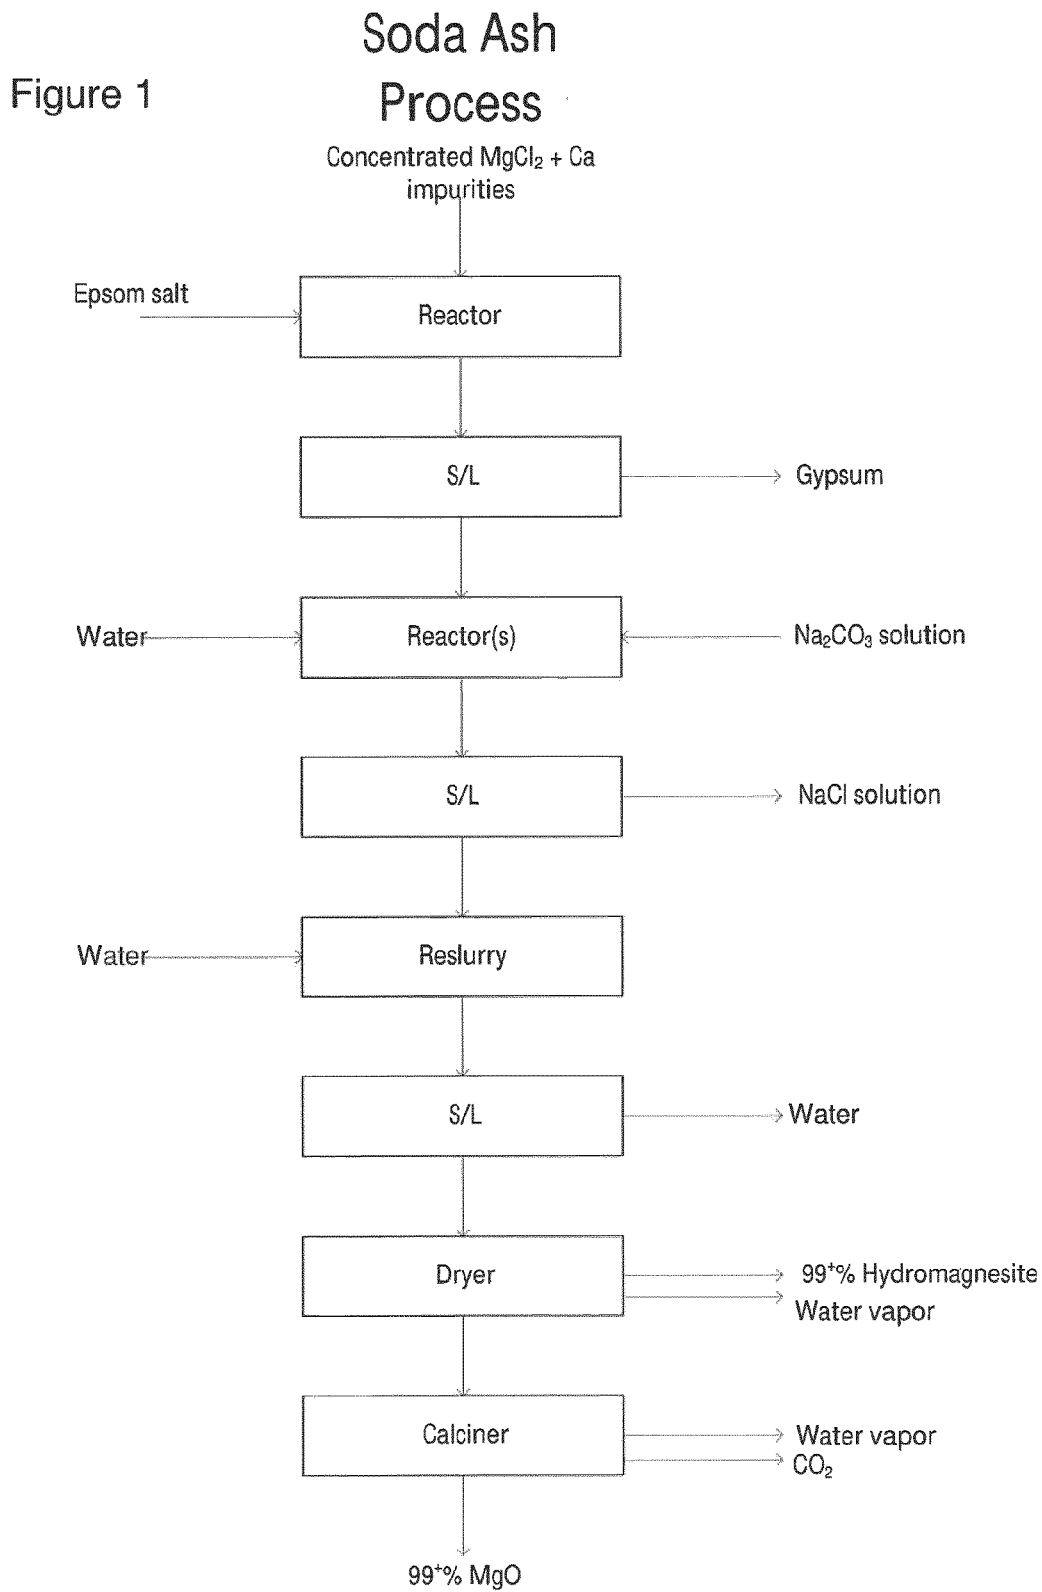 Soda Ash
Process
Figure 1
Concentrated MgCl₂ + Ca
impurities
Epsom salt
Reactor
S/L
Gypsum
Water
Reactor(s)
Na₂CO₃ solution
S/L
NaCl solution
Water
Reslurry
S/L
Water
Dryer
99⁺% Hydromagnesite
Water vapor
Calciner
Water vapor
CO₂
99⁺% MgO